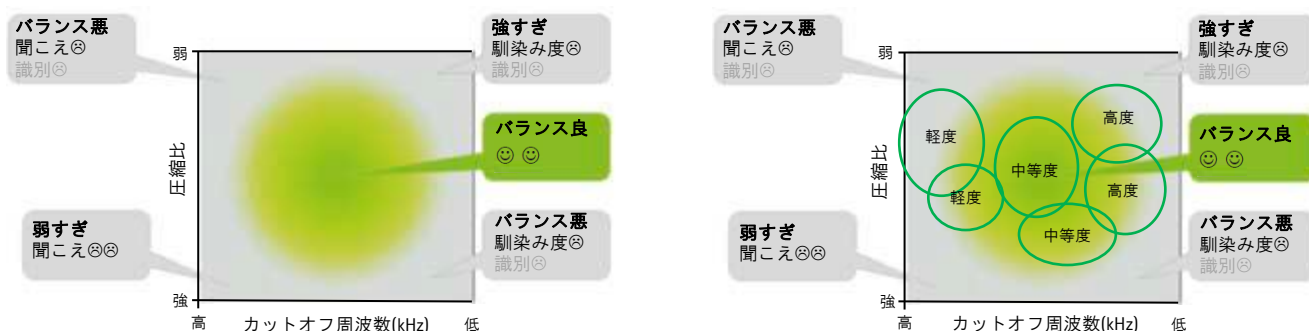 バランス悪
聞こえ☹
識別☹
弱
強すぎ
馴染み度☹
識別☹
バランス良
☺ ☺
圧縮比
弱すぎ
聞こえ☹☹
バランス悪
馴染み度☹
識別☹
強
高
カットオフ周波数(kHz)
低
バランス悪
聞こえ☹
識別☹
弱
強すぎ
馴染み度☹
識別☹
高度
軽度
バランス良
☺ ☺
圧縮比
中等度
軽度
高度
弱すぎ
聞こえ☹☹
中等度
バランス悪
馴染み度☹
識別☹
強
高
カットオフ周波数(kHz)
低